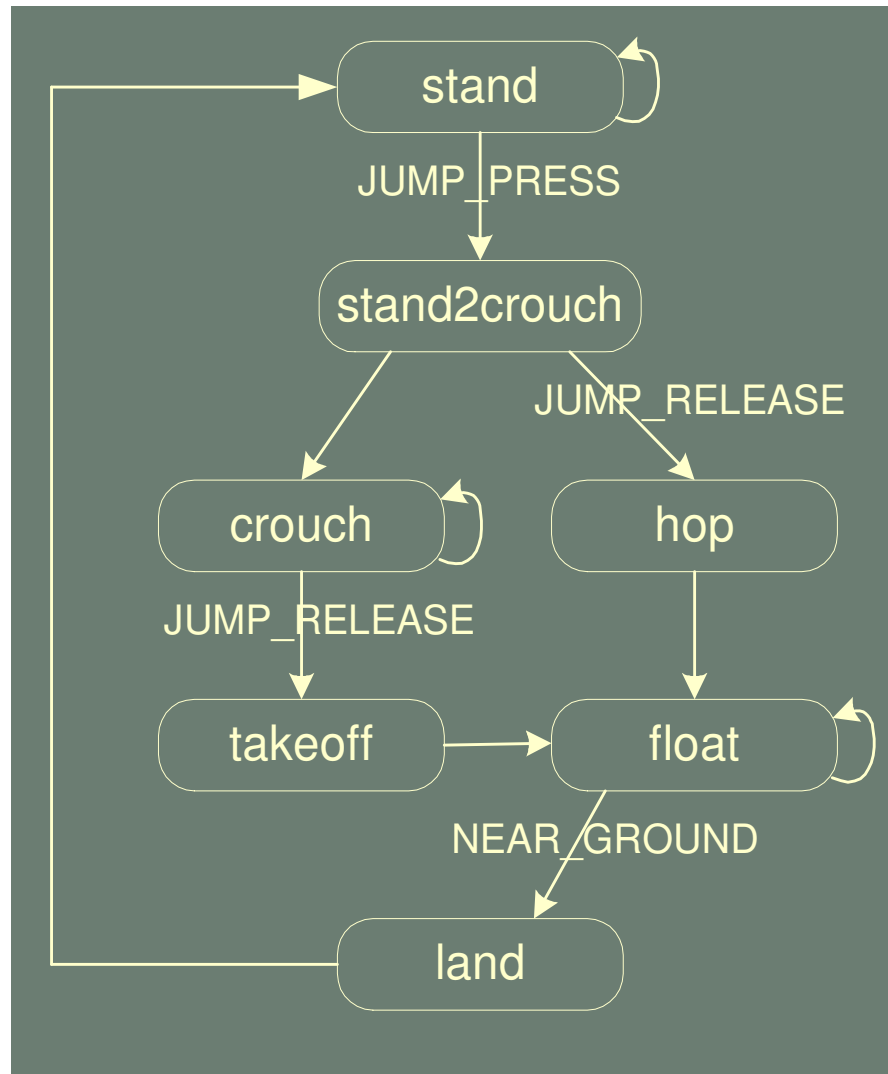 stand
JUMP_PRESS
stand2crouch
JUMP_RELEASE
crouch
hop
JUMP_RELEASE
takeoff
float
NEAR_GROUND
land